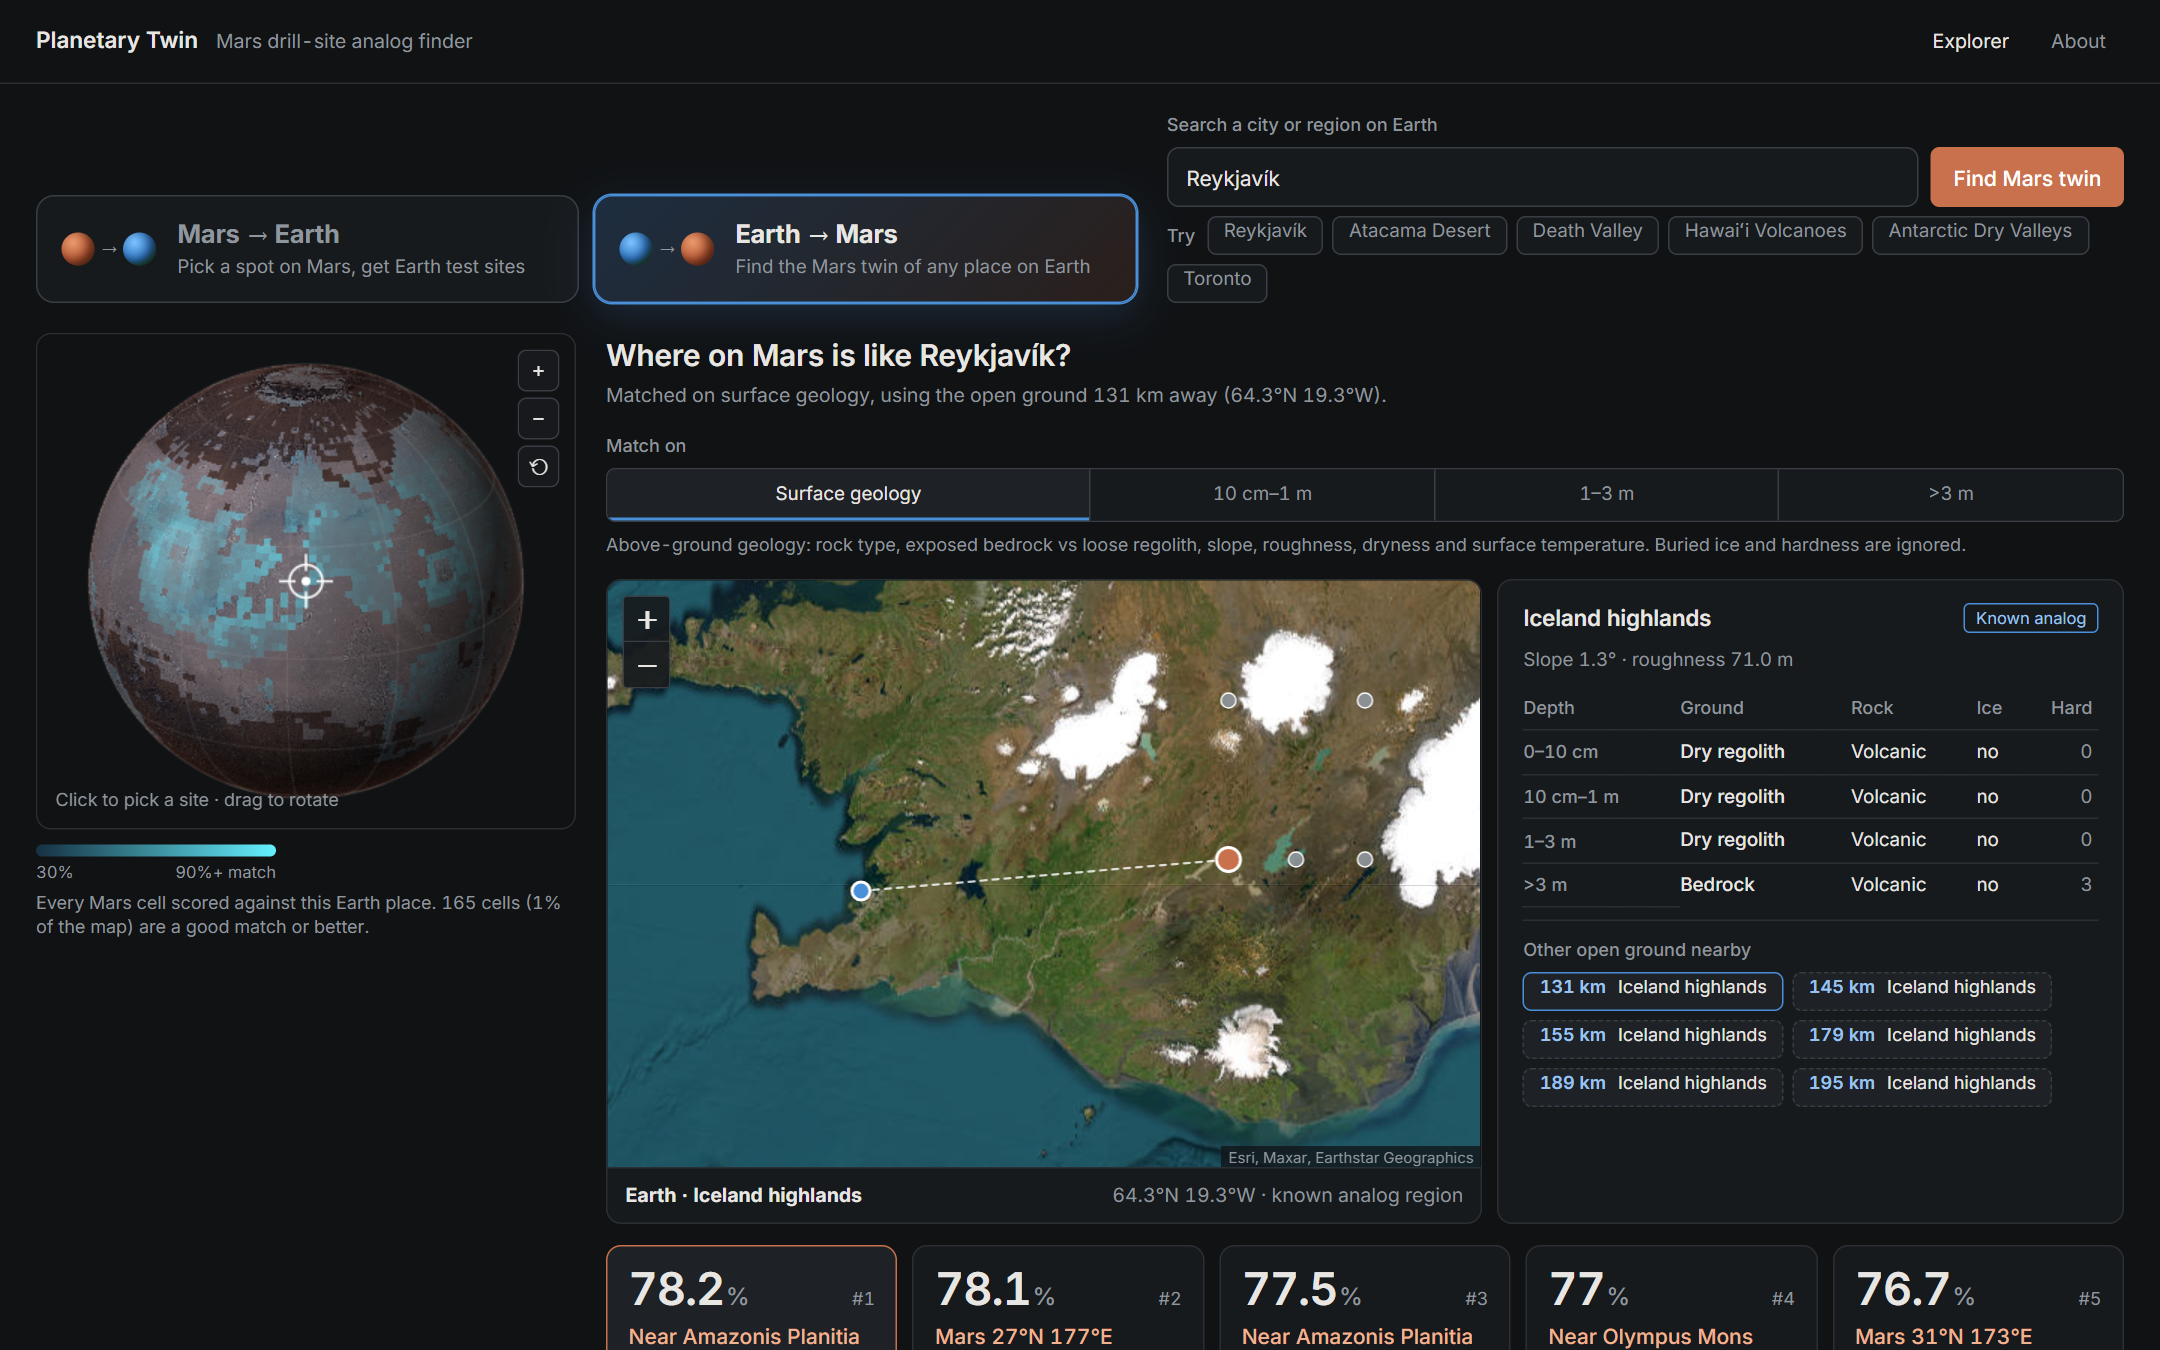 Planetary Twin Mars drill-site analog finder
Explorer About
Search a city or region on Earth
Reykjavík
Find Mars twin
Try Reykjavík Atacama Desert Death Valley Hawaiʻi Volcanoes Antarctic Dry Valleys
Toronto
→ Mars → Earth
Pick a spot on Mars, get Earth test sites
→ Earth → Mars
Find the Mars twin of any place on Earth
+
−
Click to pick a site · drag to rotate
30% 90%+ match
Every Mars cell scored against this Earth place. 165 cells (1%
of the map) are a good match or better.
Where on Mars is like Reykjavík?
Matched on surface geology, using the open ground 131 km away (64.3°N 19.3°W).
Match on
Surface geology 10 cm–1 m 1–3 m >3 m
Above-ground geology: rock type, exposed bedrock vs loose regolith, slope, roughness, dryness and surface temperature. Buried ice and hardness are ignored.
+
−
Esri, Maxar, Earthstar Geographics
Earth · Iceland highlands 64.3°N 19.3°W · known analog region
Iceland highlands Known analog
Slope 1.3° · roughness 71.0 m
Depth Ground Rock Ice Hard
0–10 cm Dry regolith Volcanic no 0
10 cm–1 m Dry regolith Volcanic no 0
1–3 m Dry regolith Volcanic no 0
>3 m Bedrock Volcanic no 3
Other open ground nearby
131 km Iceland highlands 145 km Iceland highlands
155 km Iceland highlands 179 km Iceland highlands
189 km Iceland highlands 195 km Iceland highlands
78.2% #1
Near Amazonis Planitia
78.1% #2
Mars 27°N 177°E
77.5% #3
Near Amazonis Planitia
77% #4
Near Olympus Mons
76.7% #5
Mars 31°N 173°E